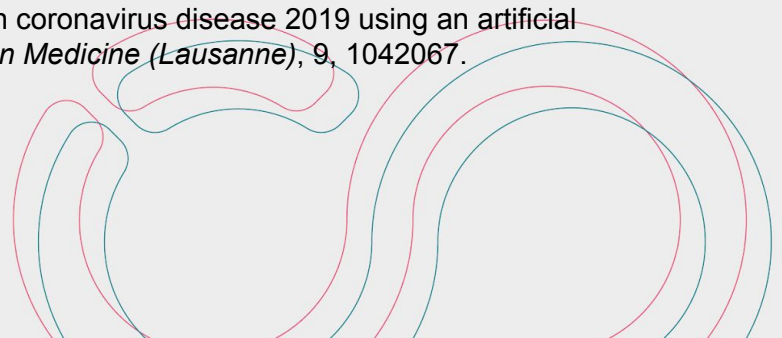 coronavirus disease 2019 using an artificial
Medicine (Lausanne), 9, 1042067.